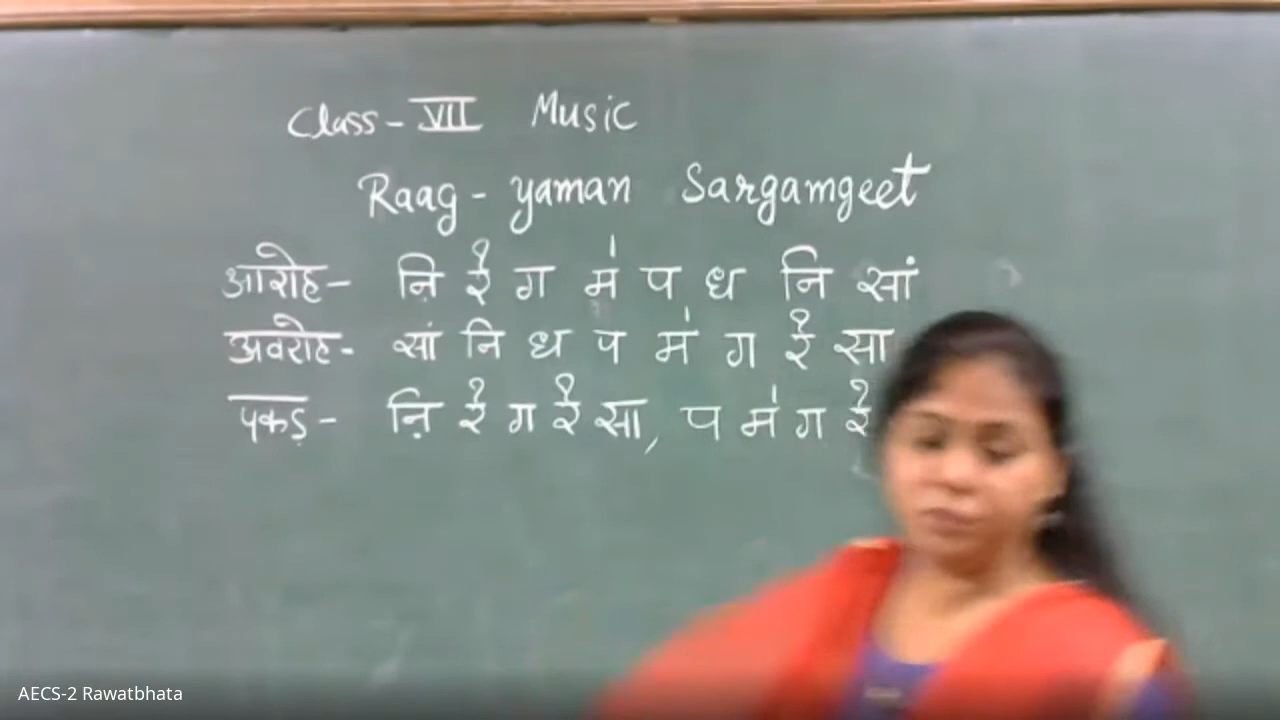 Class - VII Music
Raag - yaman Sargamgeet
आरोह - नि़ रे ग म॑ प ध नि सां
अवरोह - सां नि ध प म॑ ग रे सा
पकड़ - नि़ रे ग रे सा, प म॑ ग रे
AECS-2 Rawatbhata